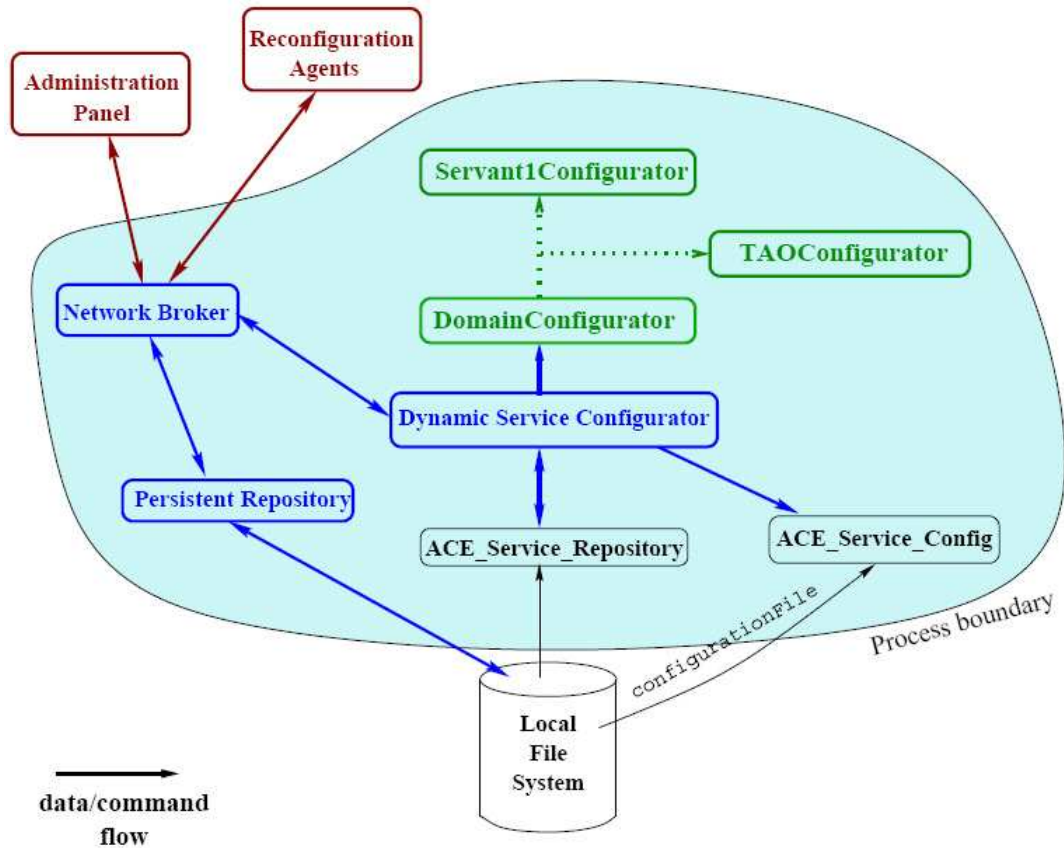 Reconfiguration
Agents
Administration
Panel
Servant1Configurator
TAOConfigurator
Network Broker
DomainConfigurator
Dynamic Service Configurator
Persistent Repository
ACE_Service_Repository
ACE_Service_Config
configurationFile
Process boundary
Local
File
System
data/command
flow